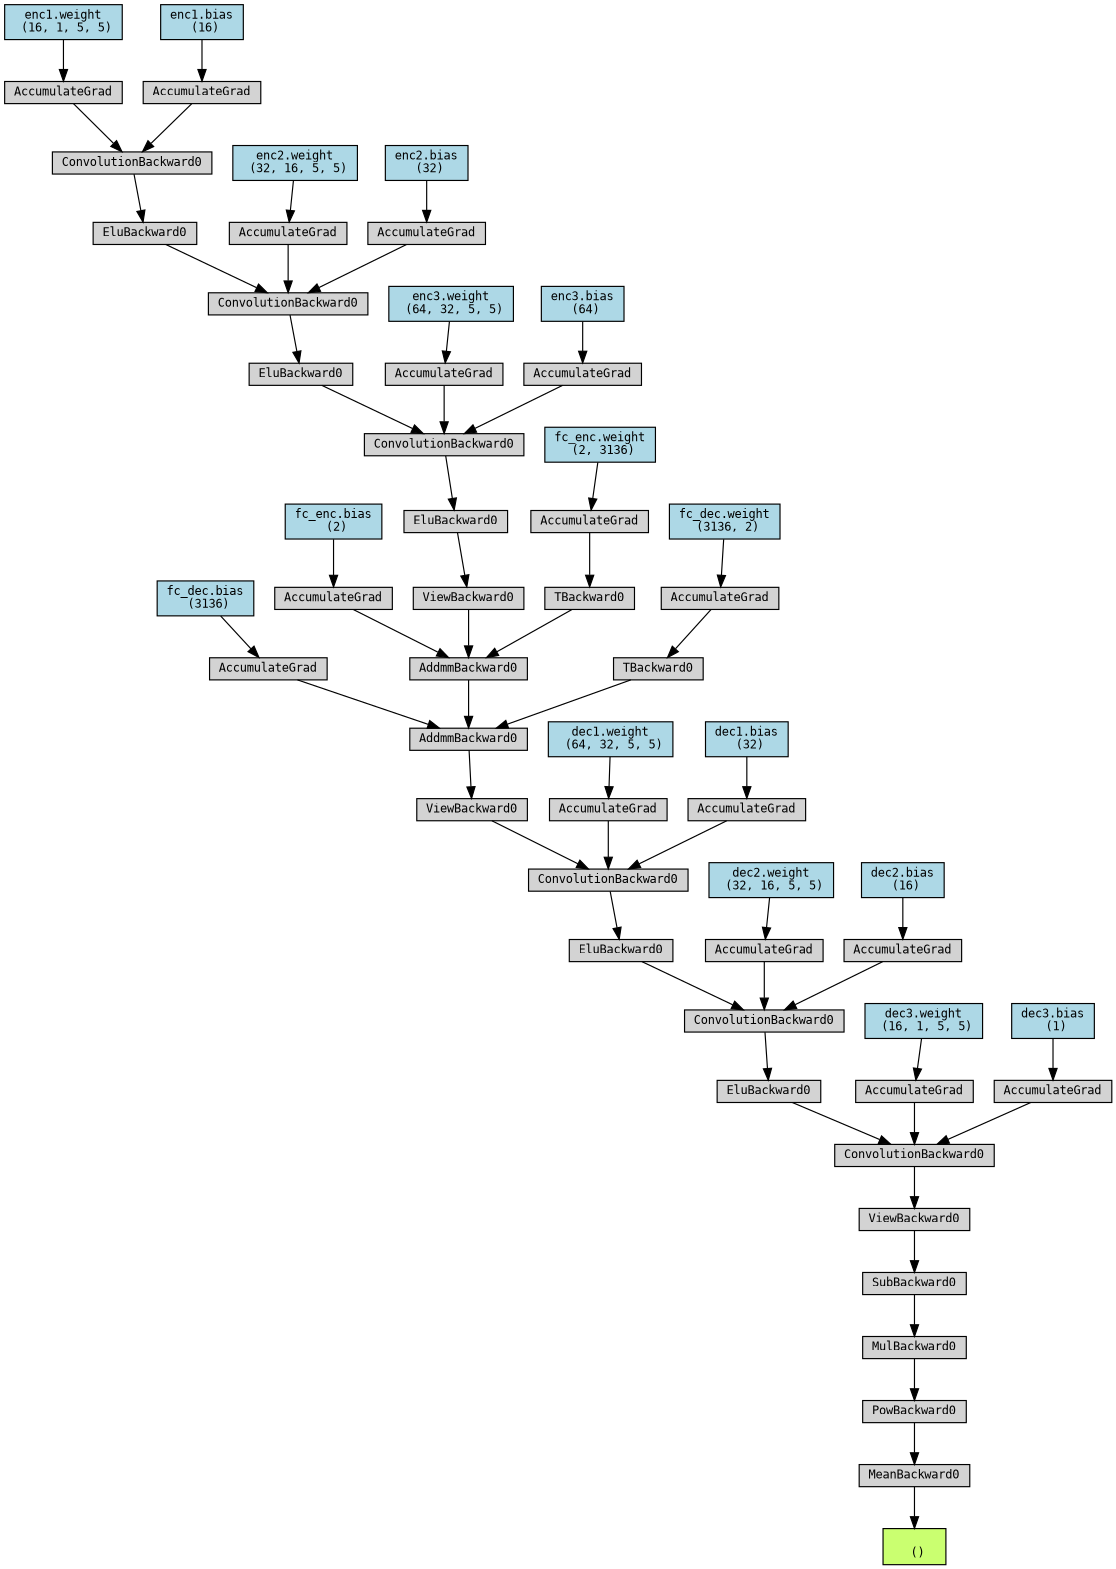 enc1.weight
(16, 1, 5, 5)
enc1.bias
(16)
AccumulateGrad
AccumulateGrad
ConvolutionBackward0
enc2.weight
(32, 16, 5, 5)
enc2.bias
(32)
EluBackward0
AccumulateGrad
AccumulateGrad
ConvolutionBackward0
enc3.weight
(64, 32, 5, 5)
enc3.bias
(64)
EluBackward0
AccumulateGrad
AccumulateGrad
ConvolutionBackward0
fc_enc.weight
(2, 3136)
fc_enc.bias
(2)
EluBackward0
AccumulateGrad
fc_dec.weight
(3136, 2)
fc_dec.bias
(3136)
AccumulateGrad
ViewBackward0
TBackward0
AccumulateGrad
AccumulateGrad
AddmmBackward0
TBackward0
AddmmBackward0
dec1.weight
(64, 32, 5, 5)
dec1.bias
(32)
ViewBackward0
AccumulateGrad
AccumulateGrad
ConvolutionBackward0
dec2.weight
(32, 16, 5, 5)
dec2.bias
(16)
EluBackward0
AccumulateGrad
AccumulateGrad
ConvolutionBackward0
dec3.weight
(16, 1, 5, 5)
dec3.bias
(1)
EluBackward0
AccumulateGrad
AccumulateGrad
ConvolutionBackward0
ViewBackward0
SubBackward0
MulBackward0
PowBackward0
MeanBackward0
()